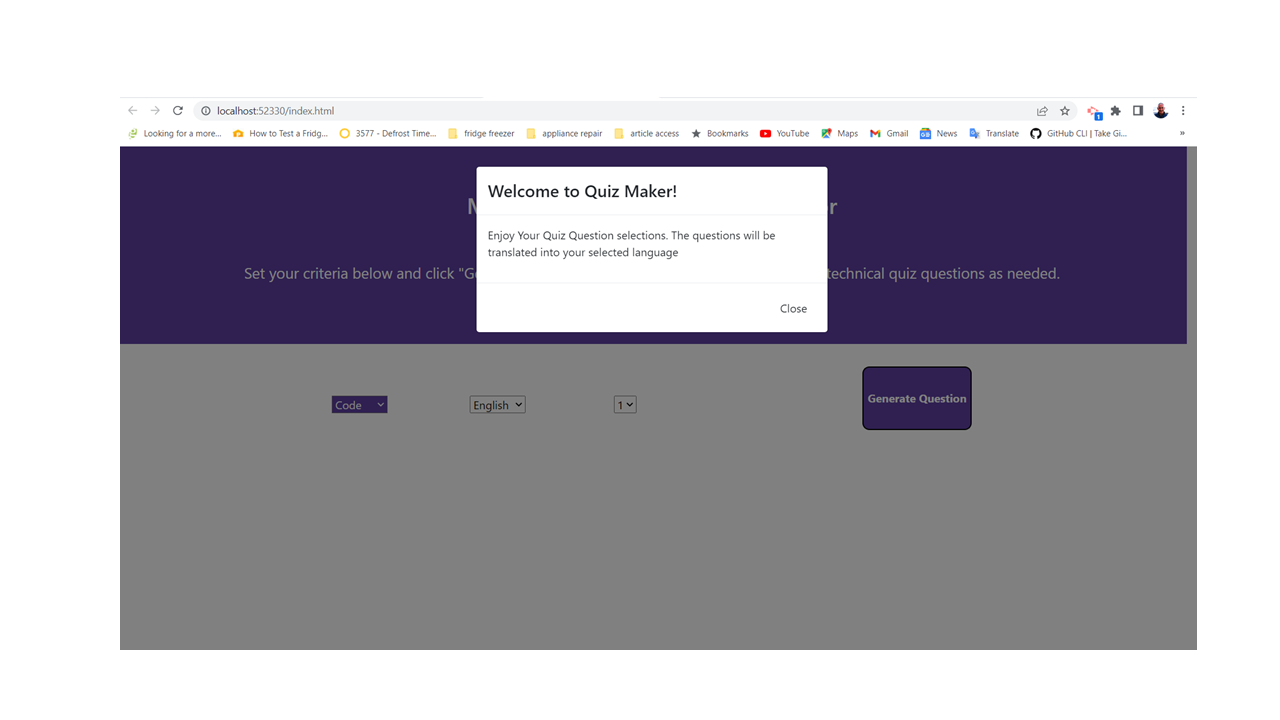 localhost:52330/index.html
Looking for a more... How to Test a Fridg... 3577 - Defrost Time... fridge freezer appliance repair article access Bookmarks YouTube Maps Gmail News Translate GitHub CLI | Take Gi... »
1
Welcome to Quiz Maker!
M r
Enjoy Your Quiz Question selections. The questions will be
translated into your selected language
Set your criteria below and click "G technical quiz questions as needed.
Close
Code English 1 Generate Question